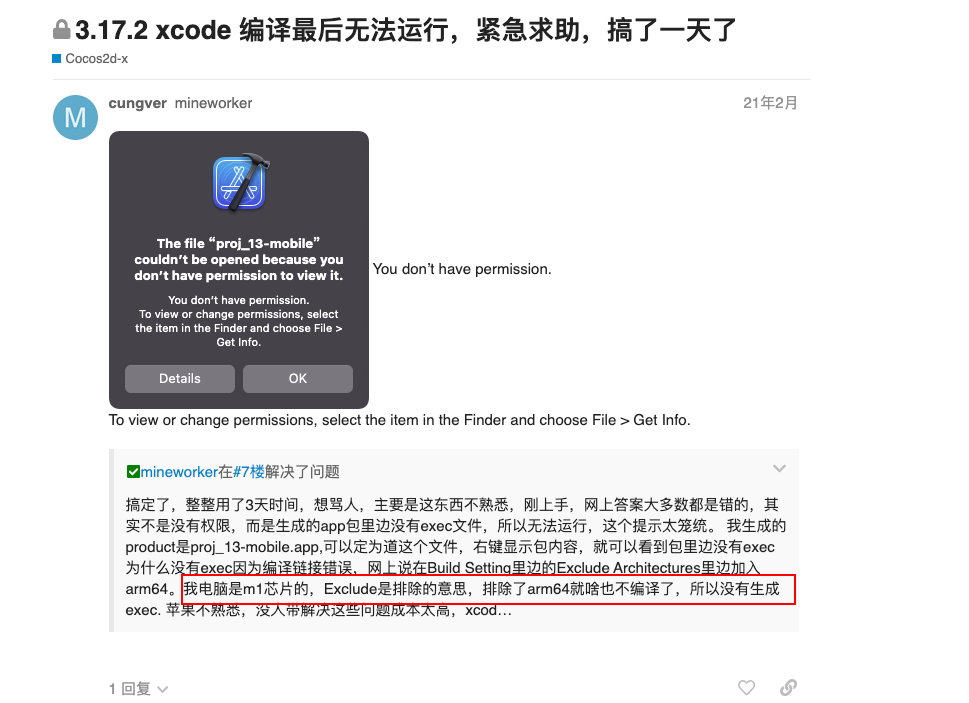 3.17.2 xcode 编译最后无法运行，紧急求助，搞了一天了
Cocos2d-x
M
cungver mineworker
21年2月
The file “proj_13-mobile”
couldn’t be opened because you
don’t have permission to view it.
You don’t have permission.
To view or change permissions, select
the item in the Finder and choose File >
Get Info.
Details
OK
You don’t have permission.
To view or change permissions, select the item in the Finder and choose File > Get Info.
mineworker在#7楼解决了问题
搞定了，整整用了3天时间，想骂人，主要是这东西不熟悉，刚上手，网上答案大多数都是错的，其
实不是没有权限，而是生成的app包里边没有exec文件，所以无法运行，这个提示太笼统。 我生成的
product是proj_13-mobile.app,可以定为道这个文件，右键显示包内容，就可以看到包里边没有exec
为什么没有exec因为编译链接错误，网上说在Build Setting里边的Exclude Architectures里边加入
arm64。我电脑是m1芯片的，Exclude是排除的意思，排除了arm64就啥也不编译了，所以没有生成
exec. 苹果不熟悉，没人带解决这些问题成本太高，xcod…
1 回复